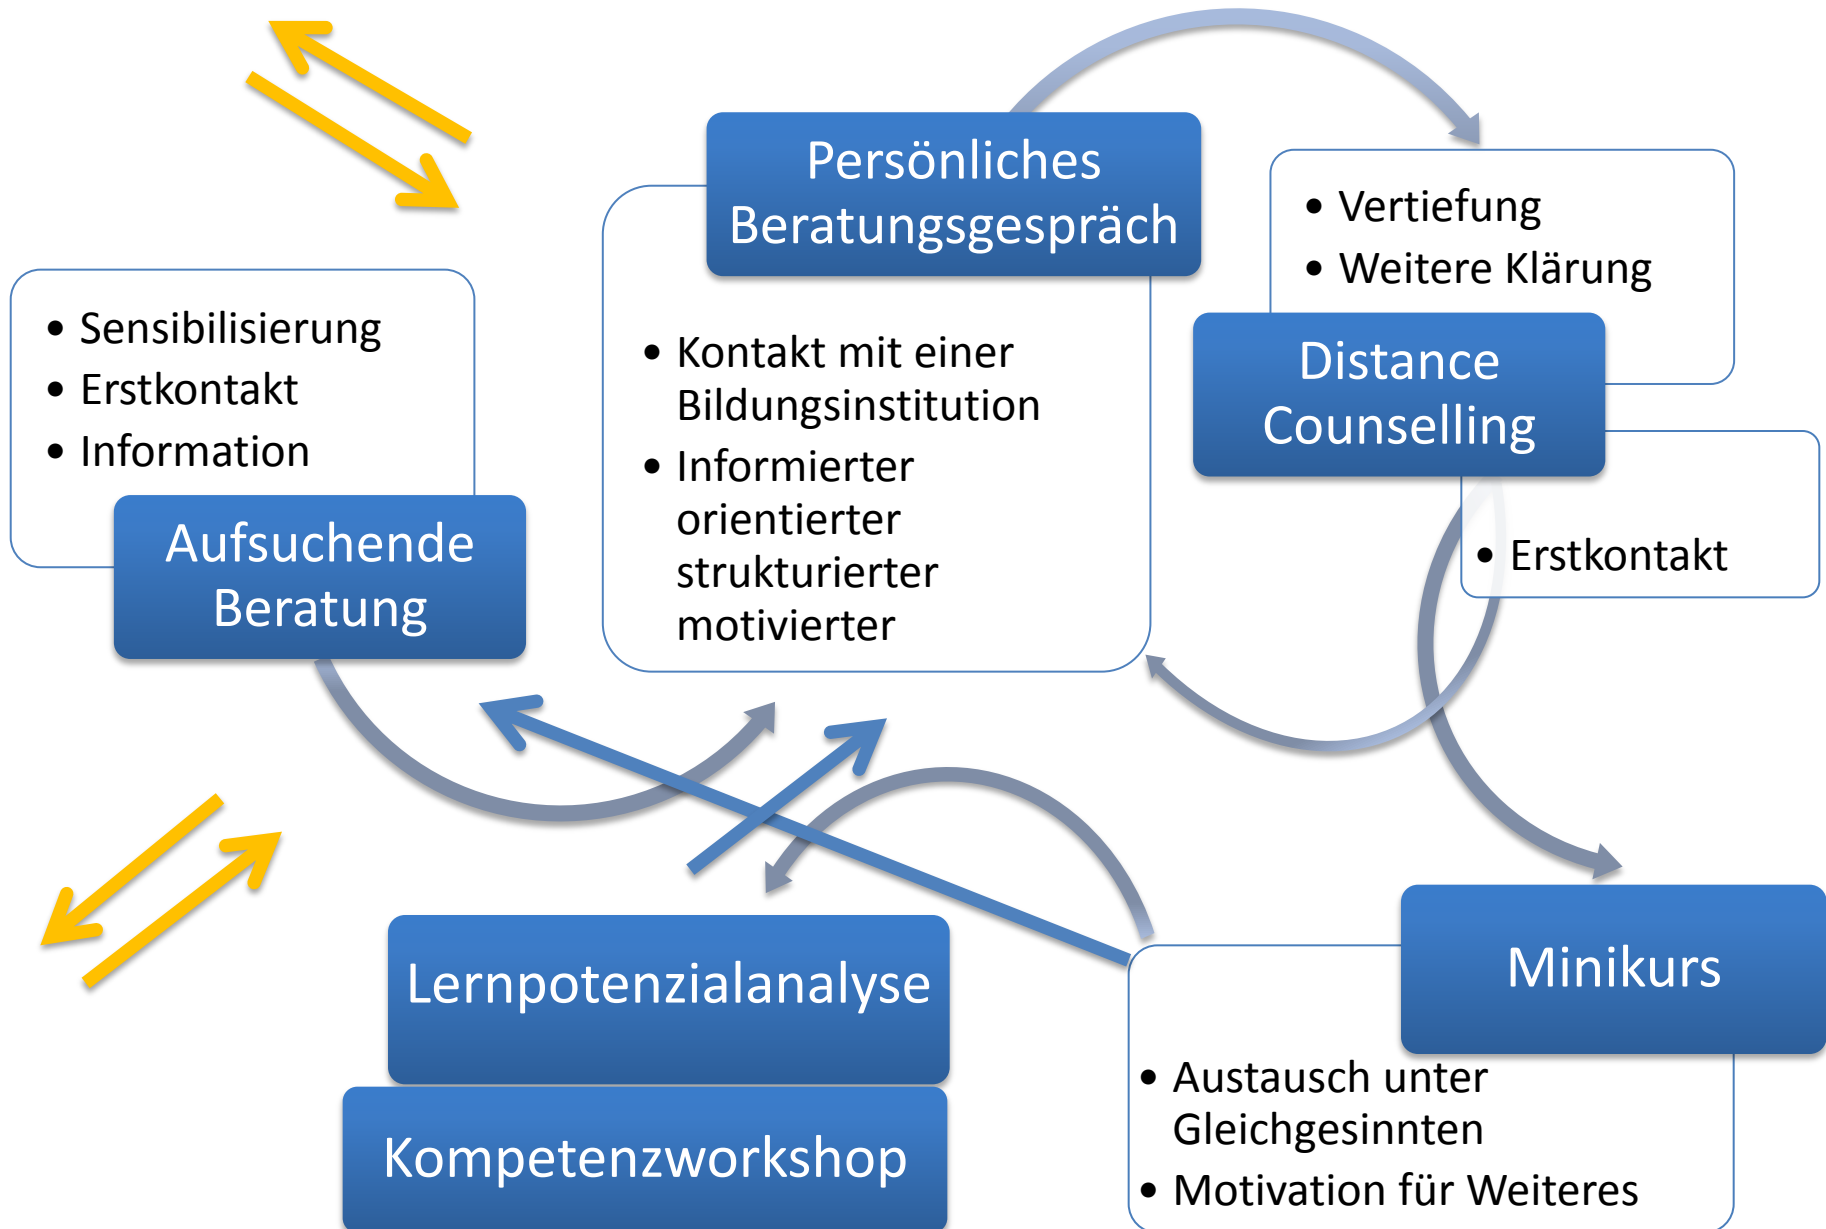 • Sensibilisierung
• Erstkontakt
• Information
Aufsuchende
Beratung
Persönliches
Beratungsgespräch
• Kontakt mit einer
Bildungsinstitution
• Informierter
orientierter
strukturierter
motivierter
• Vertiefung
• Weitere Klärung
Distance
Counselling
• Erstkontakt
Lernpotenzialanalyse
Kompetenzworkshop
Minikurs
• Austausch unter
Gleichgesinnten
• Motivation für Weiteres